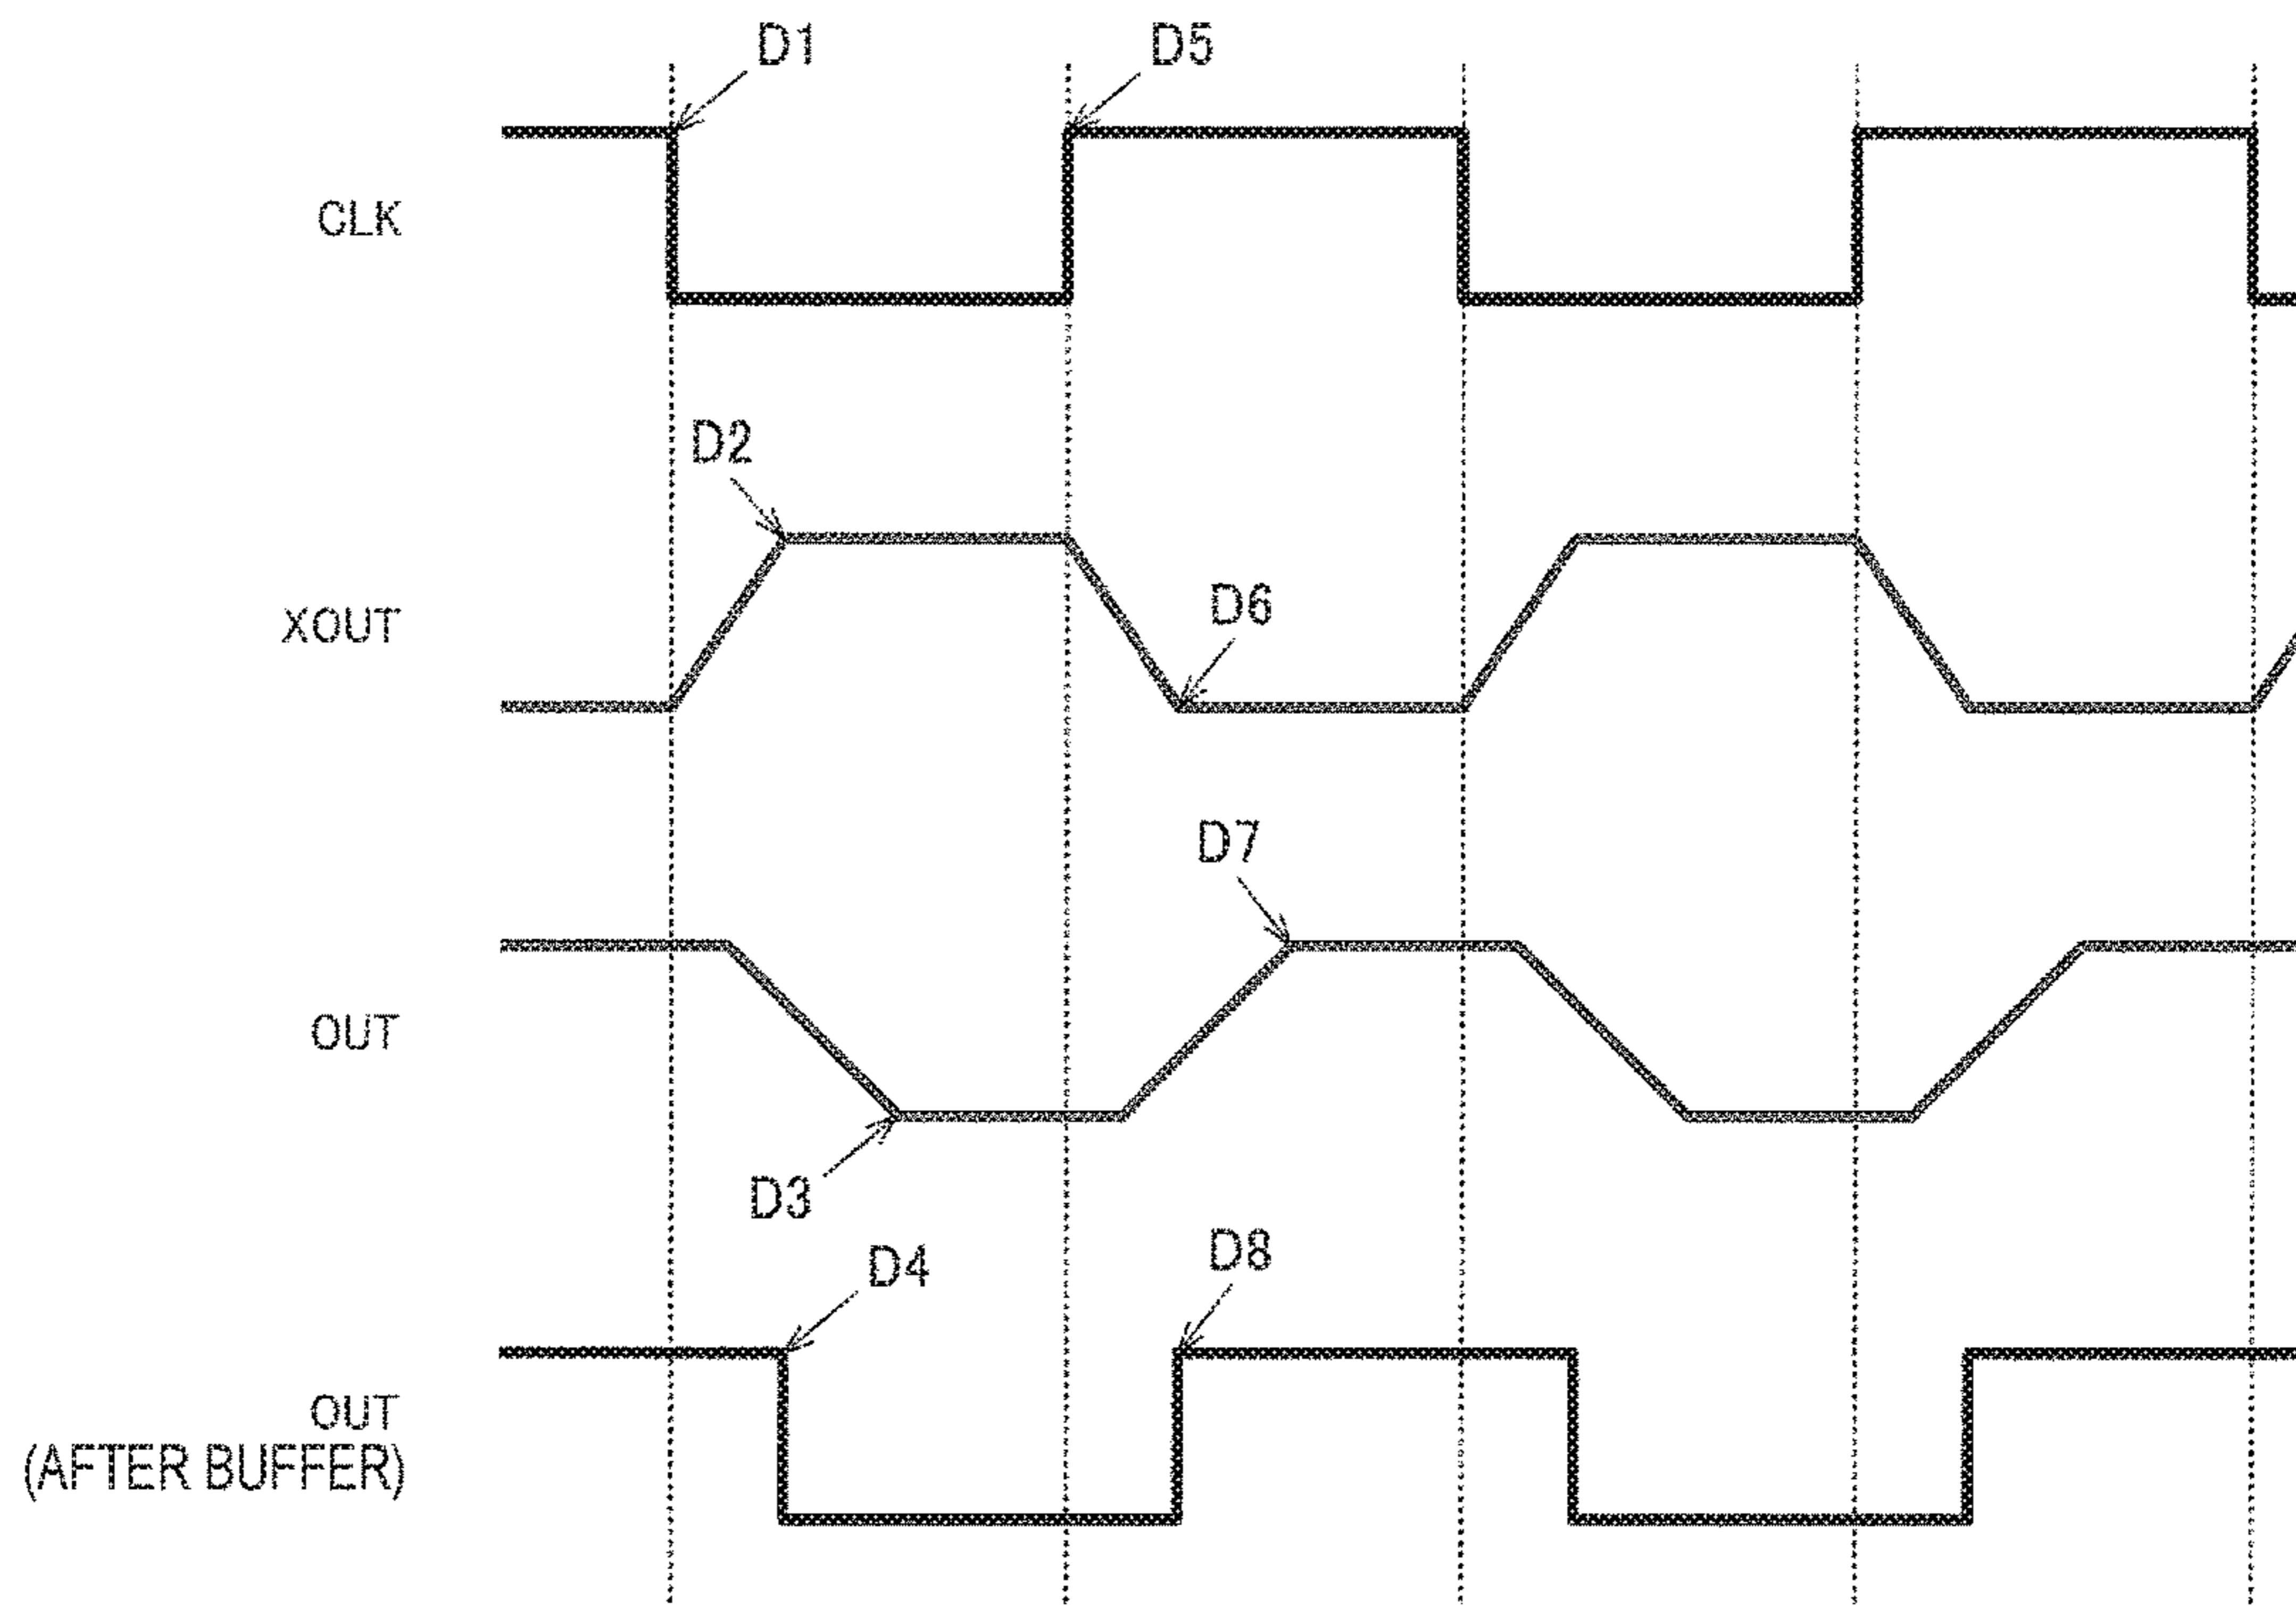 D1
D5
CLK
D2
D6
XOUT
D7
OUT
D3
D8
D4
OUT
(AFTER BUFFER)